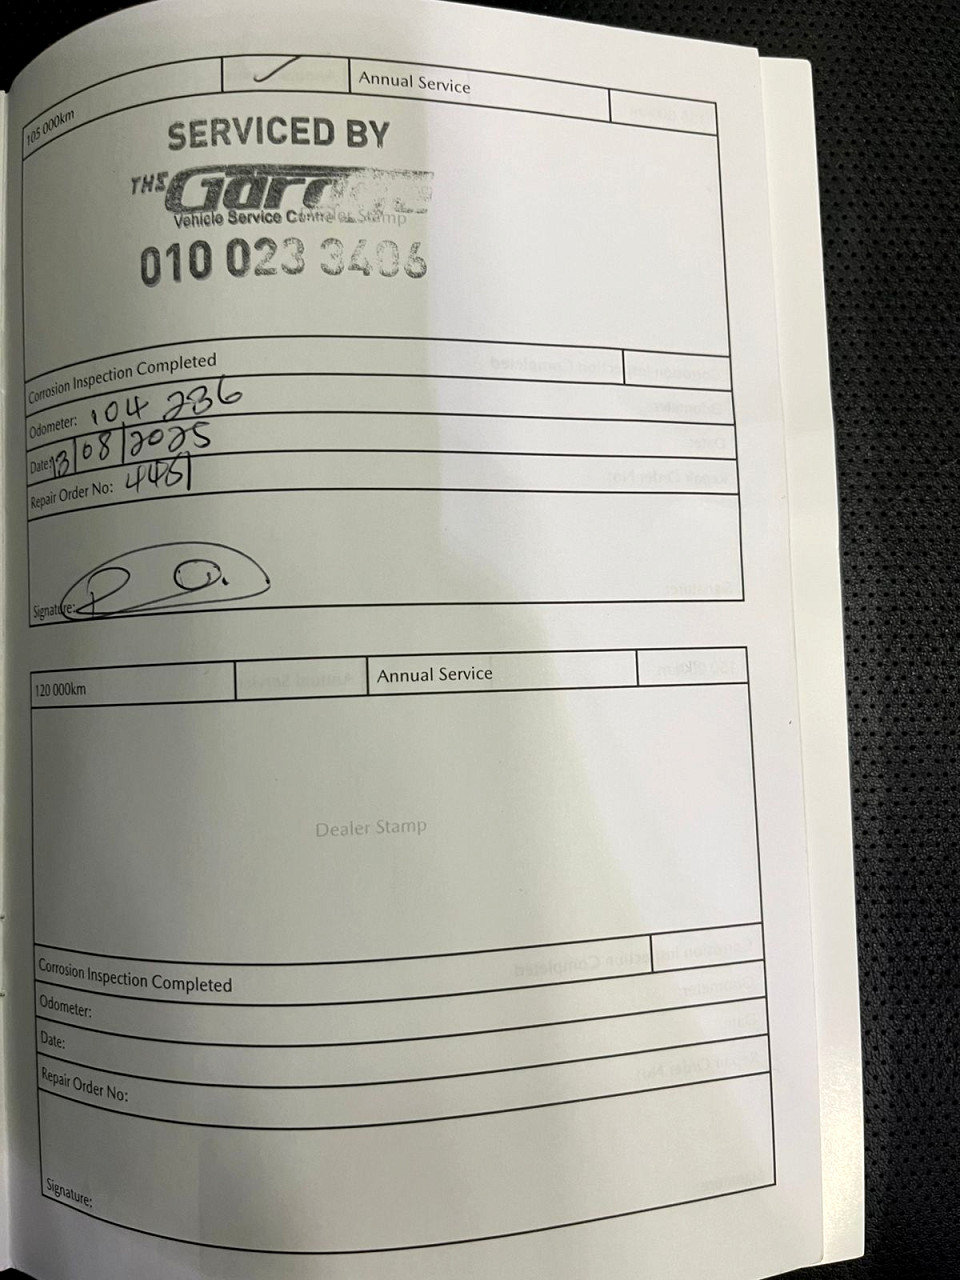 105 000km Annual Service
SERVICED BY
THE
Vehicle Service Centre
Stamp
010 023 3406
Corrosion Inspection Completed
Odometer: 104 236
Date: 13/08/2025
Repair Order No: 4451
Signature:
120 000km Annual Service
Dealer Stamp
Corrosion Inspection Completed
Odometer:
Date:
Repair Order No:
Signature: